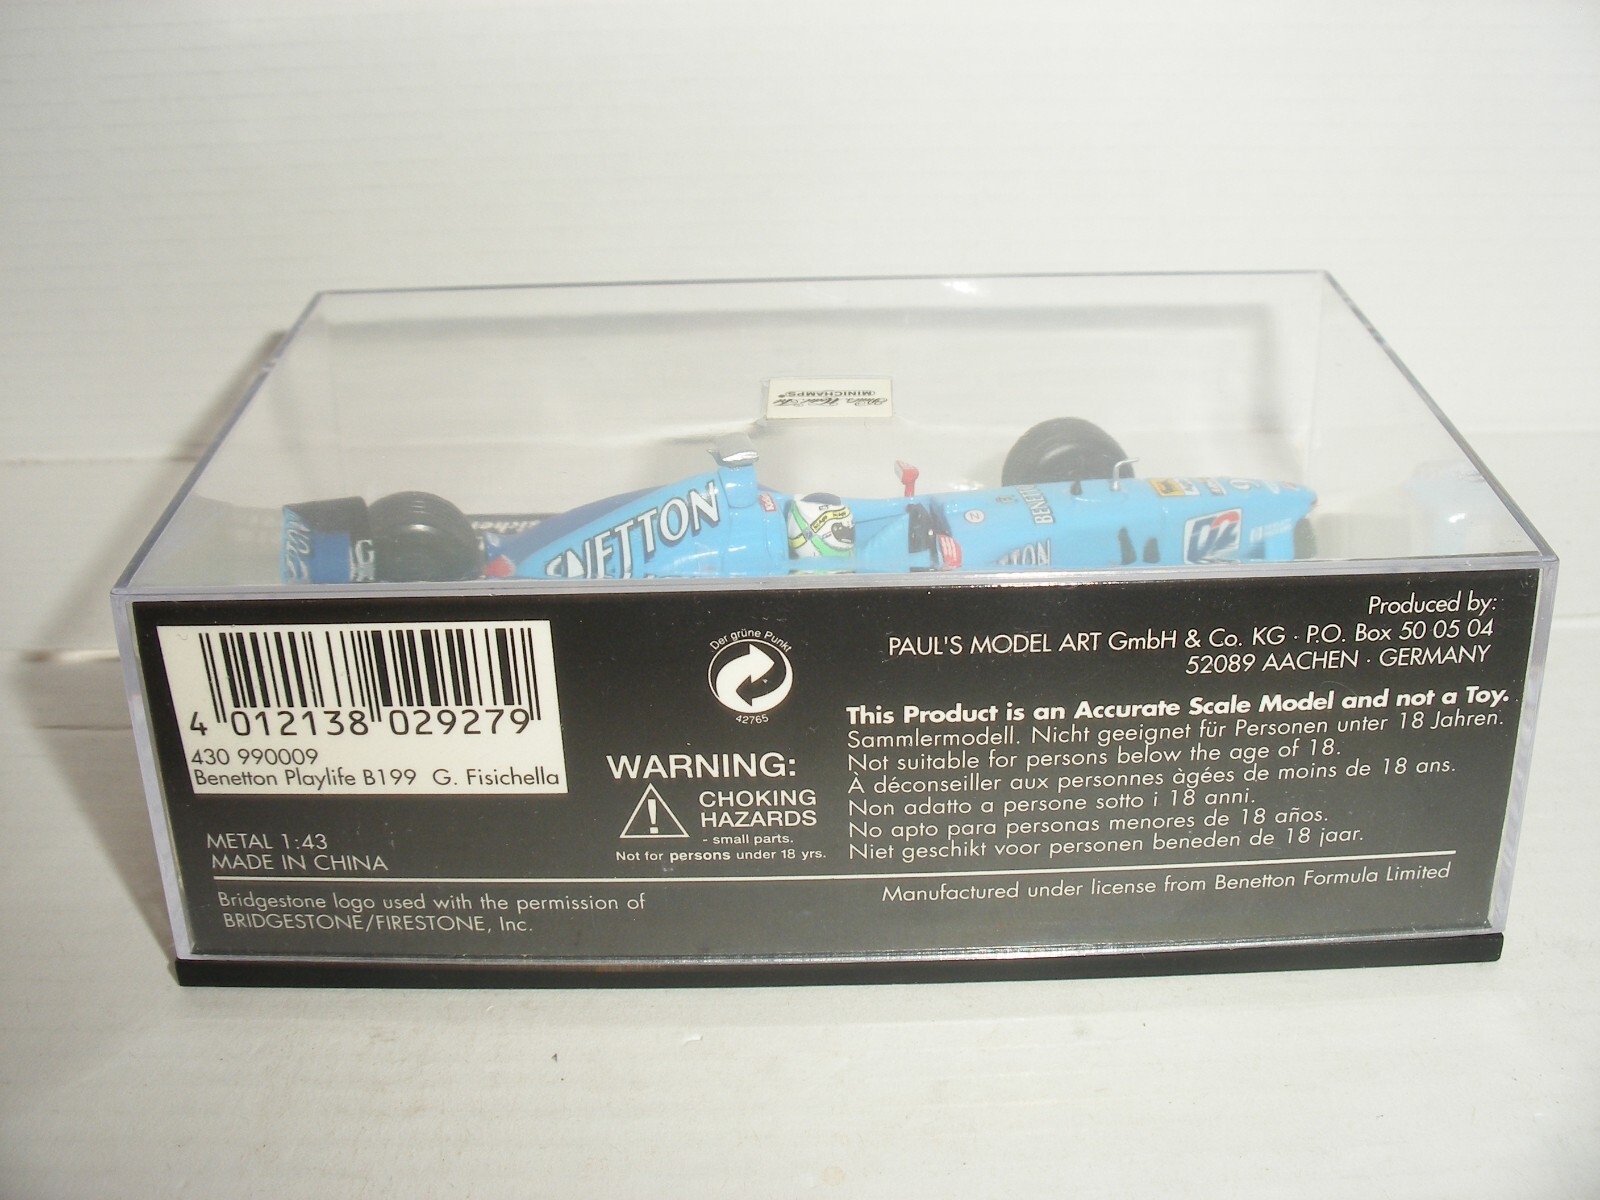 MINICHAMPS
BENETTON
Der grüne Punkt
42765
4 012138 029279
430 990009
Benetton Playlife B199 G. Fisichella
METAL 1:43
MADE IN CHINA
WARNING:
CHOKING
HAZARDS
- small parts.
Not for persons under 18 yrs.
Produced by:
PAUL'S MODEL ART GmbH & Co. KG · P.O. Box 50 05 04
52089 AACHEN · GERMANY
This Product is an Accurate Scale Model and not a Toy.
Sammlermodell. Nicht geeignet für Personen unter 18 Jahren.
Not suitable for persons below the age of 18.
À déconseiller aux personnes àgées de moins de 18 ans.
Non adatto a persone sotto i 18 anni.
No apto para personas menores de 18 años.
Niet geschikt voor personen beneden de 18 jaar.
Bridgestone logo used with the permission of
BRIDGESTONE/FIRESTONE, Inc.
Manufactured under license from Benetton Formula Limited